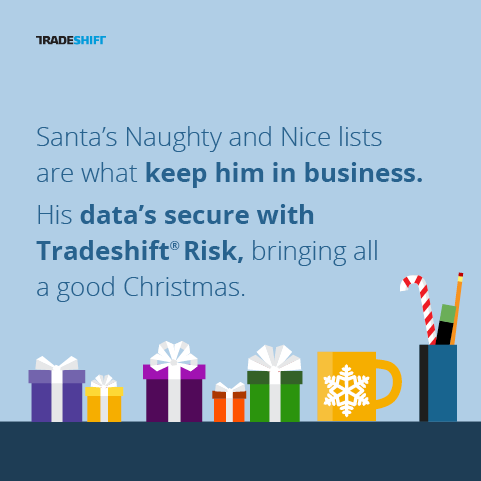 TRADESHIFT
Santa’s Naughty and Nice lists
are what keep him in business.
His data’s secure with
Tradeshift® Risk, bringing all
a good Christmas.